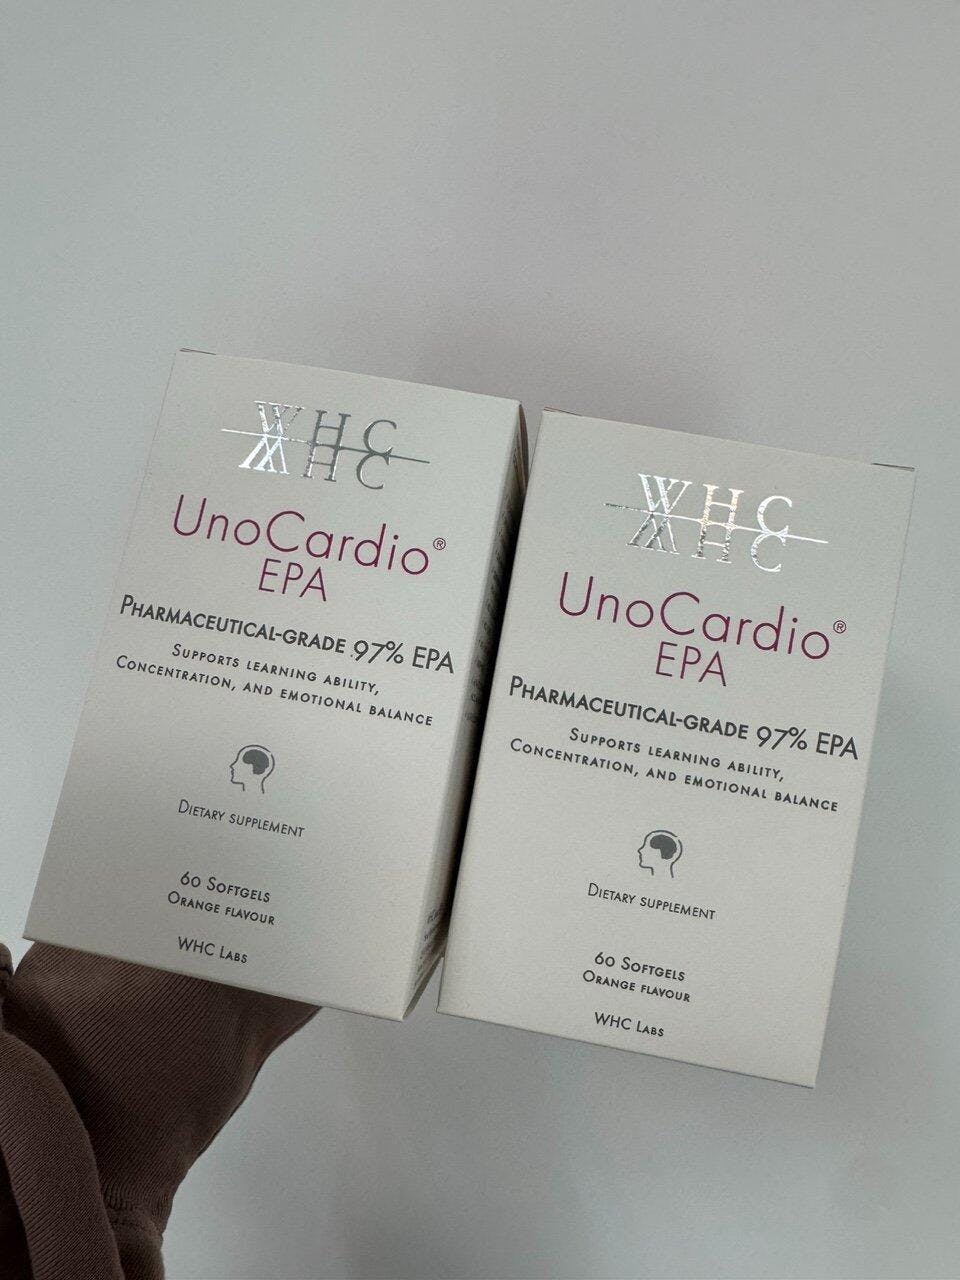 WHC
UnoCardio®
EPA
PHARMACEUTICAL-GRADE 97% EPA
SUPPORTS LEARNING ABILITY,
CONCENTRATION, AND EMOTIONAL BALANCE
DIETARY SUPPLEMENT
60 SOFTGELS
ORANGE FLAVOUR
WHC LABS
WHC
UnoCardio®
EPA
PHARMACEUTICAL-GRADE 97% EPA
SUPPORTS LEARNING ABILITY,
CONCENTRATION, AND EMOTIONAL BALANCE
DIETARY SUPPLEMENT
60 SOFTGELS
ORANGE FLAVOUR
WHC LABS